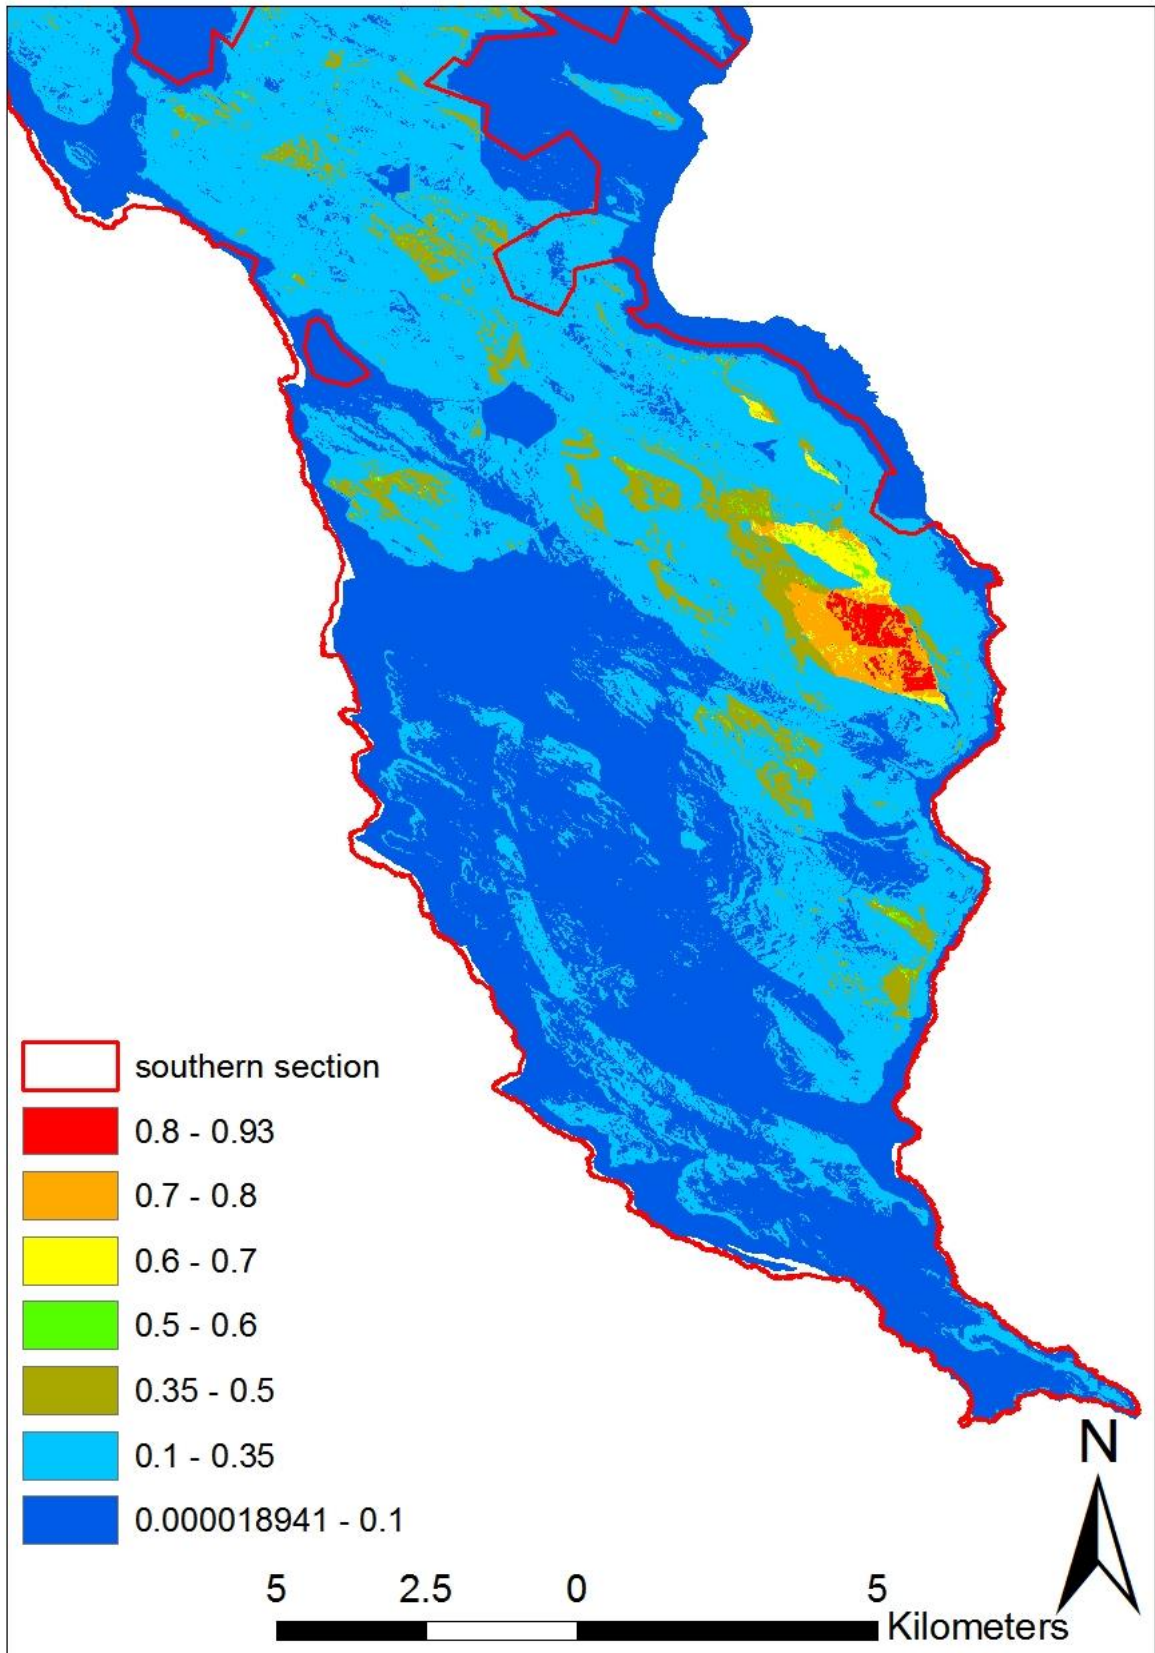 southern section
0.8 - 0.93
0.7 - 0.8
0.6 - 0.7
0.5 - 0.6
0.35 - 0.5
0.1 - 0.35
0.000018941 - 0.1
N
5 2.5 0 5
Kilometers